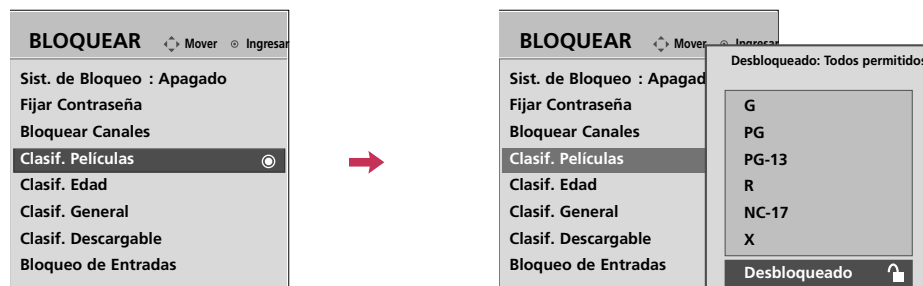 BLOQUEAR Mover Ingresar
Sist. de Bloqueo : Apagado
Fijar Contraseña
Bloquear Canales
Clasif. Películas
Clasif. Edad
Clasif. General
Clasif. Descargable
Bloqueo de Entradas
BLOQUEAR Mover Ingresar
Sist. de Bloqueo : Apagad
Fijar Contraseña
Bloquear Canales
Clasif. Películas
Clasif. Edad
Clasif. General
Clasif. Descargable
Bloqueo de Entradas
Desbloqueado: Todos permitidos
G
PG
PG-13
R
NC-17
X
Desbloqueado